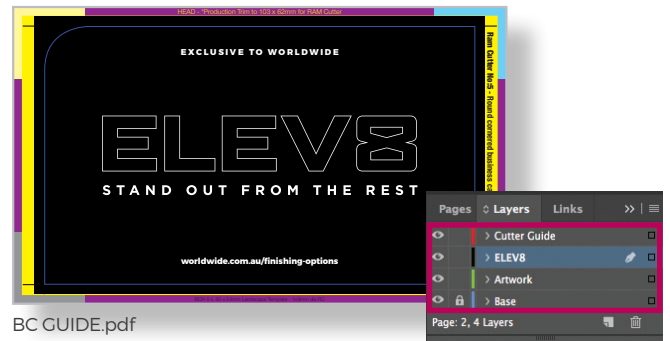 HEAD - *Production Trim to 103 x 62mm for RAM Cutter
EXCLUSIVE TO WORLDWIDE
Ram Cutter No:5 - Round cornered business ca
ELEV8
STAND OUT FROM THE REST
worldwide.com.au/finishing-options
BC GUIDE.pdf
Pages
Layers
Links
Cutter Guide
ELEV8
Artwork
Base
Page: 2, 4 Layers